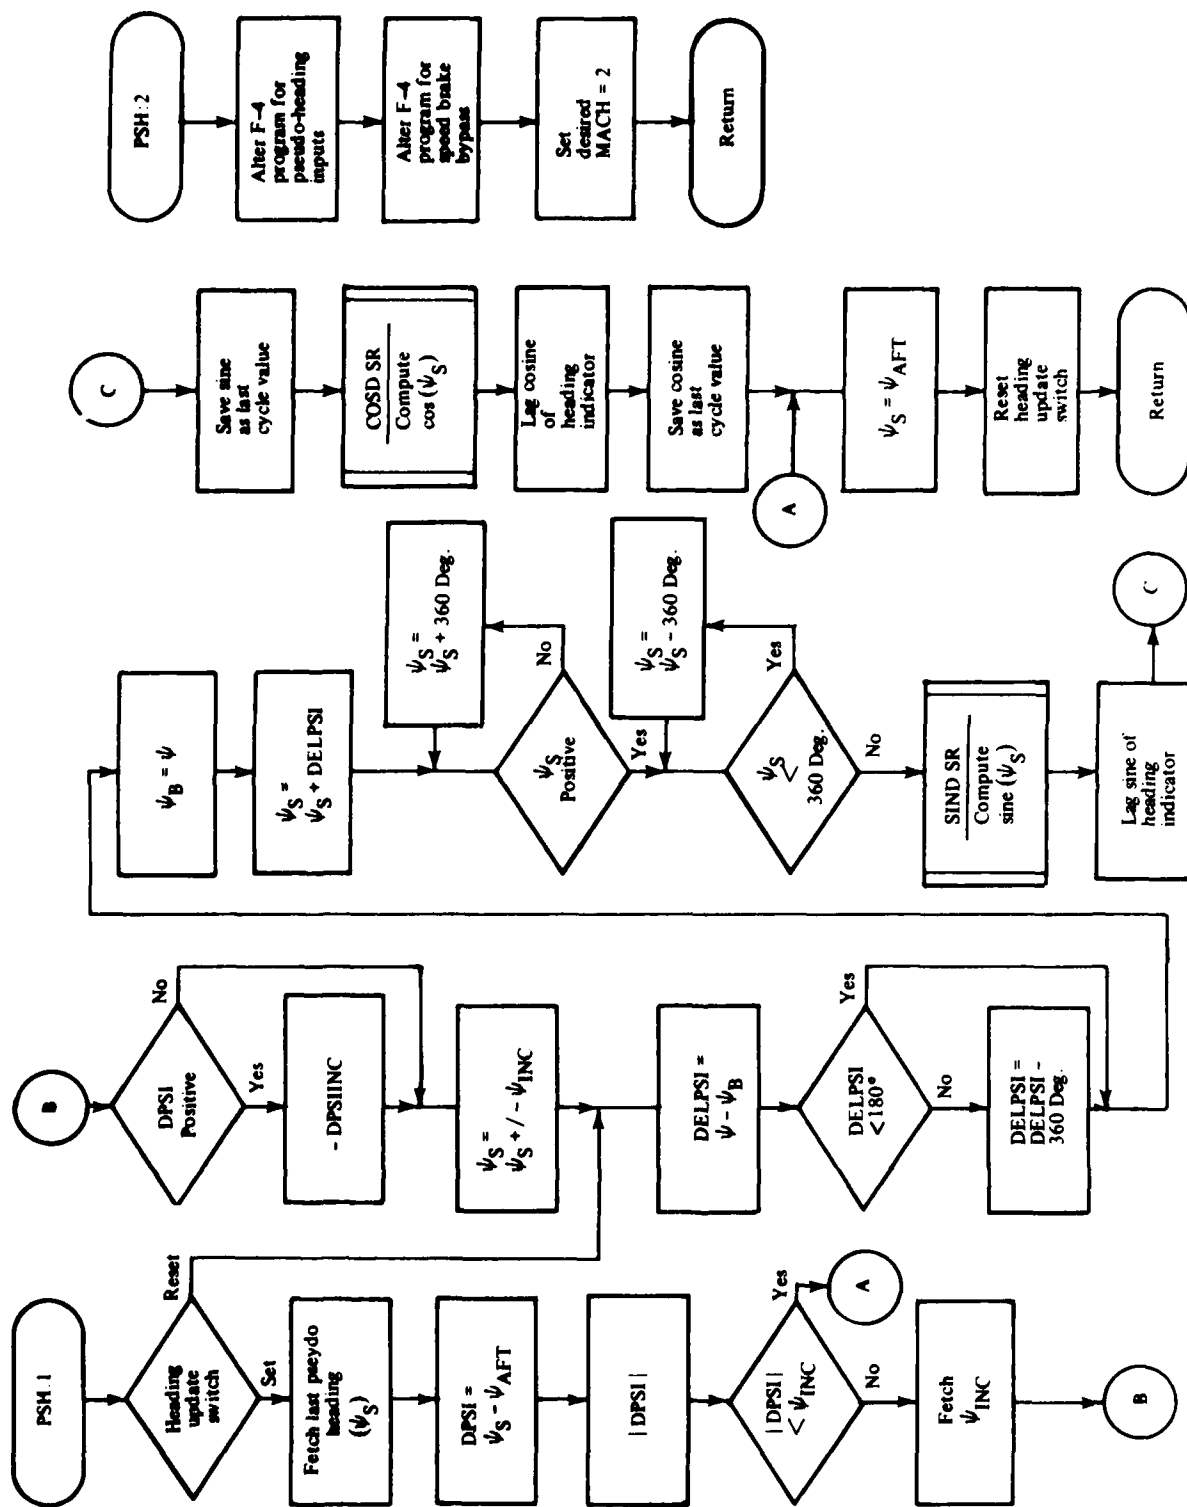 PSH:1
Heading
update
switch
Reset
Set
Fetch last pseydo
heading
(ψS)
DPSI =
ψS − ψAFT
|DPSI|
|DPSI|
< ψINC
Yes
A
No
Fetch
ψINC
B
B
DPSI
Positive
No
Yes
- DPSIINC
ψS =
ψS + / − ψINC
DELPSI =
ψ − ψB
DELPSI
<180°
Yes
No
DELPSI =
DELPSI −
360 Deg.
ψB = ψ
ψS =
ψS + DELPSI
ψS =
ψS + 360 Deg.
No
ψS
Positive
Yes
ψS =
ψS − 360 Deg.
Yes
ψS
<
360 Deg.
No
SIND SR
Compute
sine (ψS)
Lag sine of
heading
indicator
C
C
Save sine
as last
cycle value
COSD SR
Compute
cos (ψS)
Lag cosine
of
heading
indicator
Save cosine
as last
cycle value
A
ψS = ψAFT
Reset
heading
update
switch
Return
PSH:2
Alter F-4
program for
pseudo-heading
inputs
Alter F-4
program for
speed brake
bypass
Set
desired
MACH = 2
Return